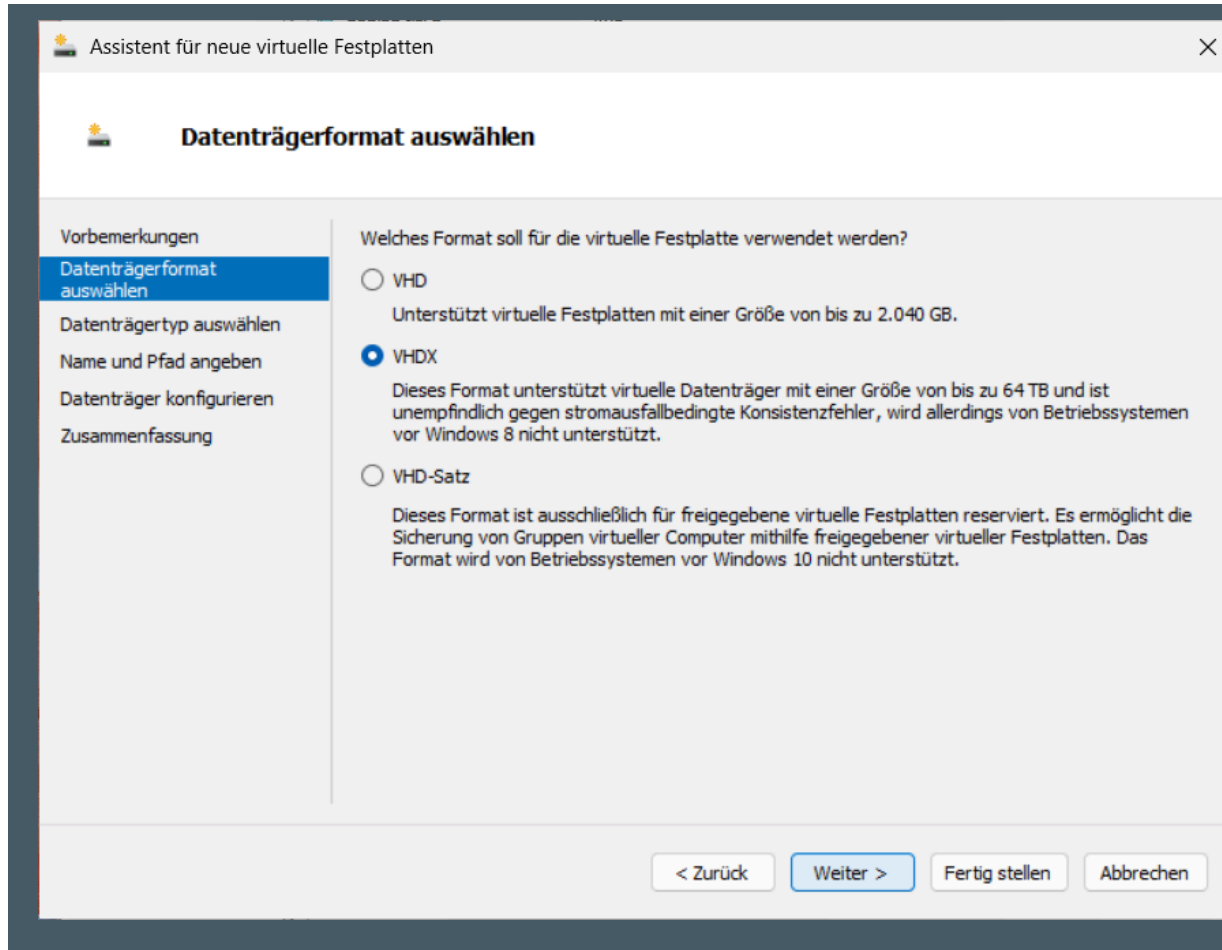 Assistent für neue virtuelle Festplatten
Datenträgerformat auswählen
Vorbemerkungen
Datenträgerformat
auswählen
Datenträgertyp auswählen
Name und Pfad angeben
Datenträger konfigurieren
Zusammenfassung
Welches Format soll für die virtuelle Festplatte verwendet werden?
VHD
Unterstützt virtuelle Festplatten mit einer Größe von bis zu 2.040 GB.
VHDX
Dieses Format unterstützt virtuelle Datenträger mit einer Größe von bis zu 64 TB und ist
unempfindlich gegen stromausfallbedingte Konsistenzfehler, wird allerdings von Betriebssystemen
vor Windows 8 nicht unterstützt.
VHD-Satz
Dieses Format ist ausschließlich für freigegebene virtuelle Festplatten reserviert. Es ermöglicht die
Sicherung von Gruppen virtueller Computer mithilfe freigegebener virtueller Festplatten. Das
Format wird von Betriebssystemen vor Windows 10 nicht unterstützt.
< Zurück
Weiter >
Fertig stellen
Abbrechen